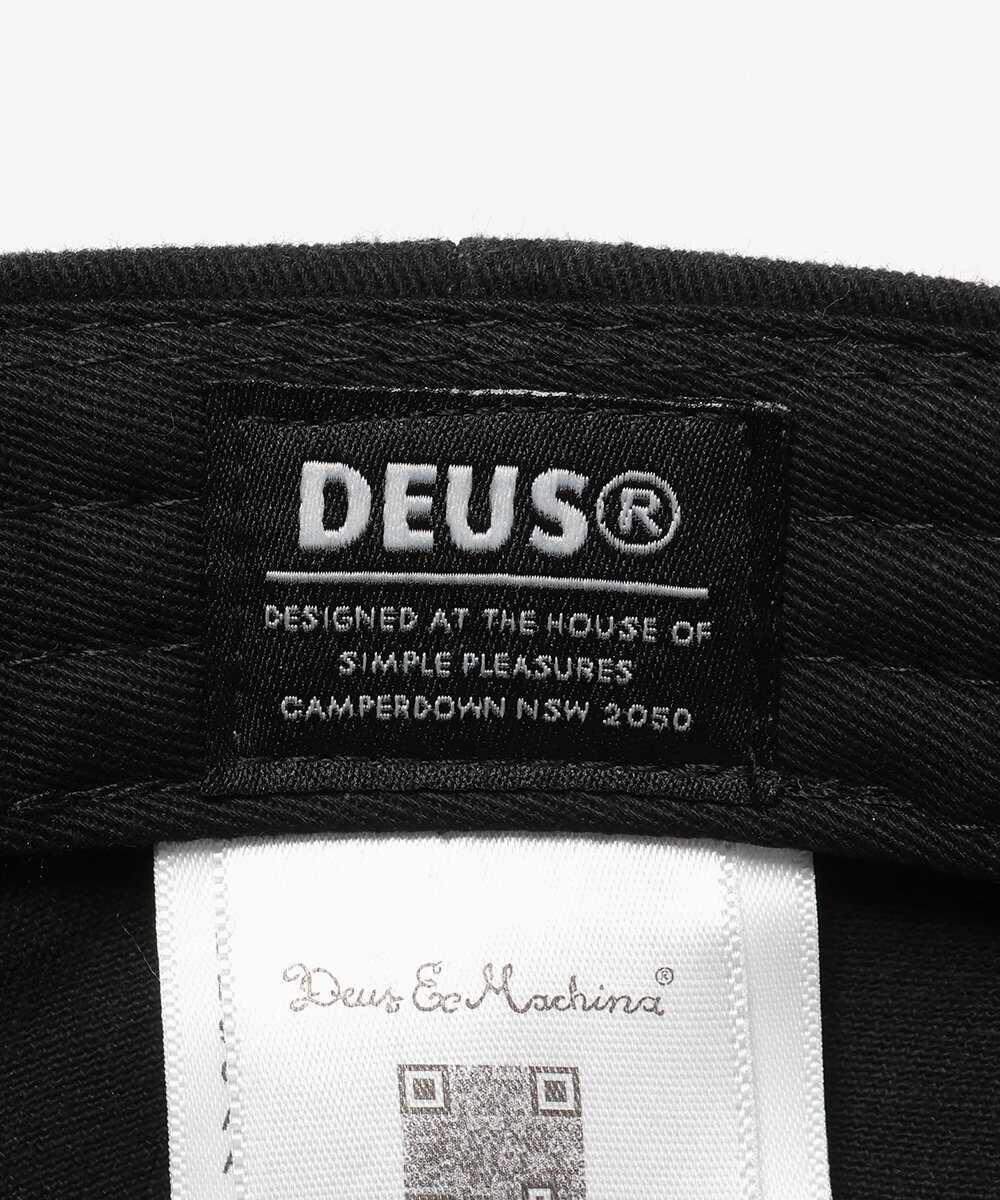 DEUS®
DESIGNED AT THE HOUSE OF
SIMPLE PLEASURES
CAMPERDOWN NSW 2050
Deus Ex Machina®